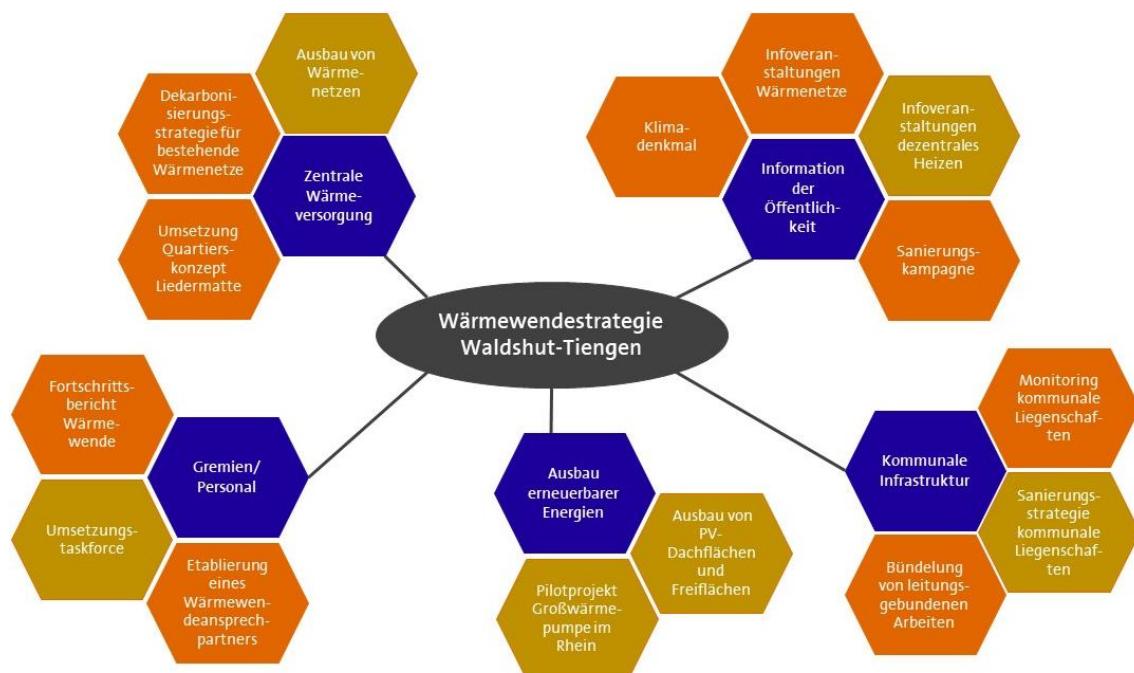 Ausbau von
Wärme-
netzen
Dekarboni-
sierungs-
strategie für
bestehende
Wärmenetze
Zentrale
Wärme-
versorgung
Umsetzung
Quartiers-
konzept
Liedermatte
Infoveran-
staltungen
Wärmenetze
Klima-
denkmal
Infoveran-
staltungen
dezentrales
Heizen
Information
der
Öffentlich-
keit
Sanierungs-
kampagne
Wärmewendestrategie
Waldshut-Tiengen
Fortschritts-
bericht
Wärme-
wende
Gremien/
Personal
Umsetzungs-
taskforce
Etablierung
eines
Wärmewen-
deansprech-
partners
Ausbau
erneuerbarer
Energien
Ausbau von
PV-
Dachflächen
und
Freiflächen
Pilotprojekt
Großwärme-
pumpe im
Rhein
Monitoring
kommunale
Liegenschaf-
ten
Kommunale
Infrastruktur
Sanierungs-
strategie
kommunale
Liegenschaf-
ten
Bündelung
von leitungs-
gebundenen
Arbeiten